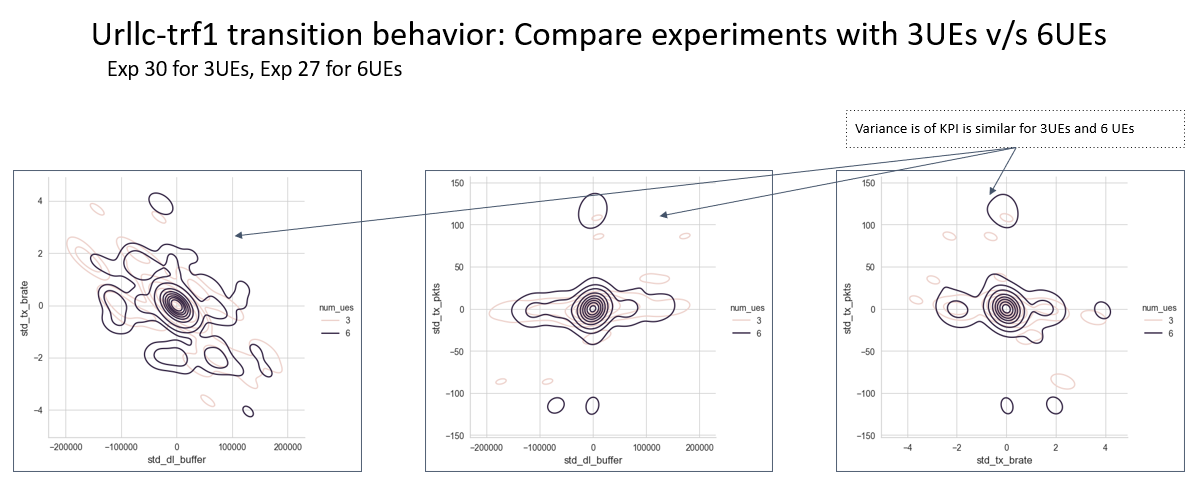 Urllc-trf1 transition behavior: Compare experiments with 3UEs v/s 6UEs
Exp 30 for 3UEs, Exp 27 for 6UEs
Variance is of KPI is similar for 3UEs and 6 UEs
4
2
0
−2
−4
std_tx_brate
−200000 −100000 0 100000 200000
std_dl_buffer
num_ues
3
6
150
100
50
0
−50
−100
−150
std_tx_pkts
−200000 −100000 0 100000 200000
std_dl_buffer
num_ues
3
6
150
100
50
0
−50
−100
−150
std_tx_pkts
−4 −2 0 2 4
std_tx_brate
num_ues
3
6